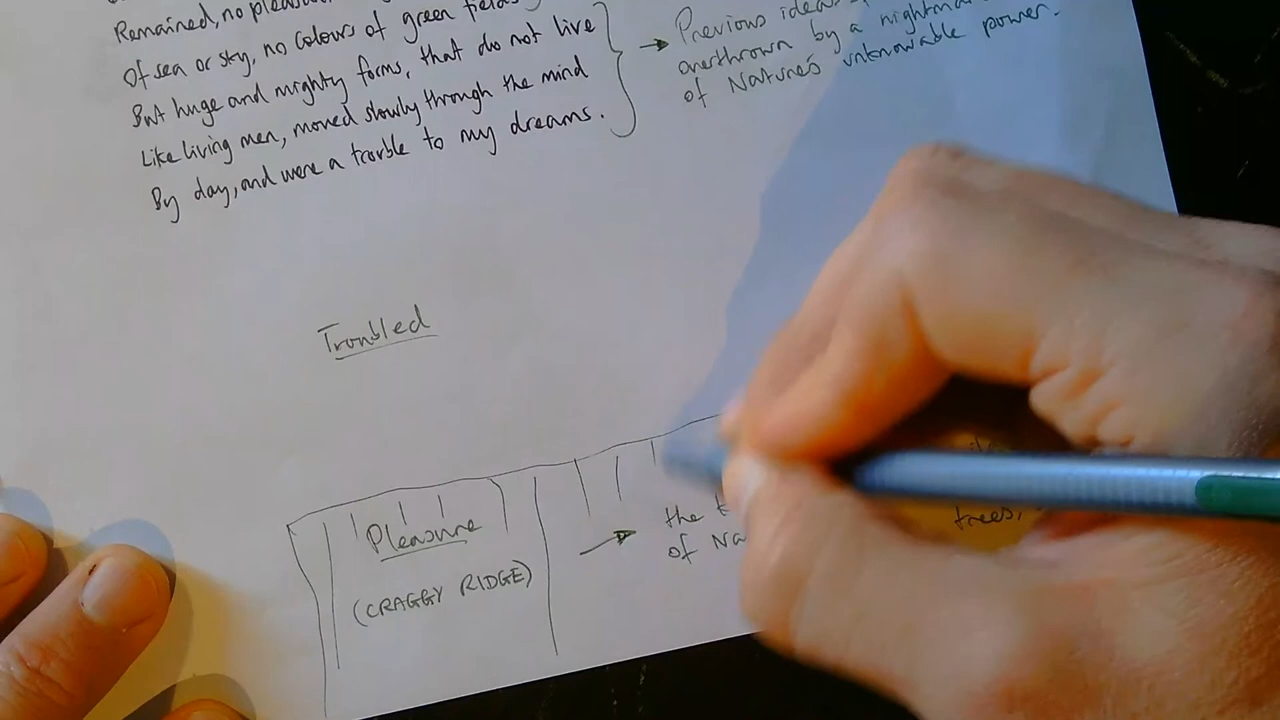 Remained, no
of sea or sky, no colours of green fields
But huge and mighty forms, that do not live
Like living men, moved slowly through the mind
By day, and were a trouble to my dreams.
Previous ideas
overthrown by a
of Nature's unknowable power.
Troubled
Pleasure
(CRAGGY RIDGE)
the
of
trees,